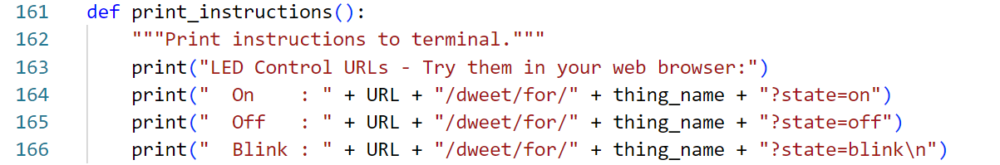 161 def print_instructions():
162 """Print instructions to terminal."""
163 print("LED Control URLs - Try them in your web browser:")
164 print("  On    : " + URL + "/dweet/for/" + thing_name + "?state=on")
165 print("  Off   : " + URL + "/dweet/for/" + thing_name + "?state=off")
166 print("  Blink : " + URL + "/dweet/for/" + thing_name + "?state=blink\n")